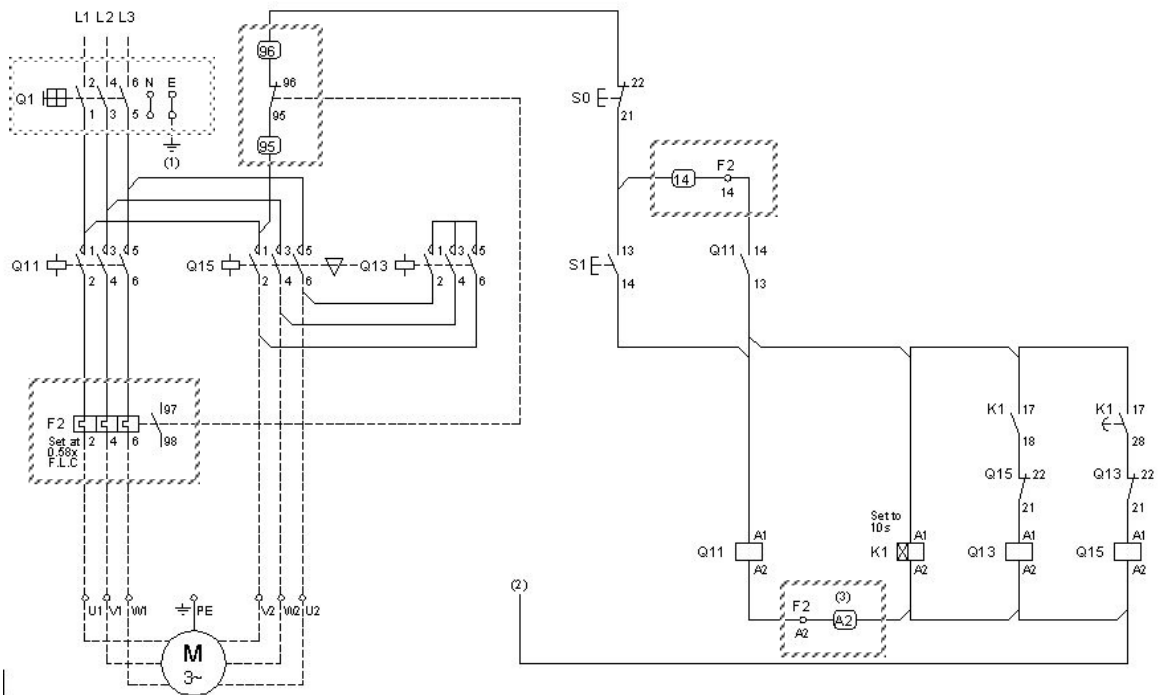 L1 L2 L3
96
2 4 6 N E
96
22
Q1
S0
1 3 5
95
21
(1)
95
14
F2
14
1 3 5
1 3 5
1 3 5
13
14
Q11
Q15
Q13
S1
Q11
2 4 6
2 4 6
2 4 6
14
13
97
F2
2 4 6
98
Set at
0.58x
F.L.C
K1
17
K1
17
18
28
Q15
22
Q13
22
21
21
Set to
10s
A1
A1
A1
A1
Q11
K1
Q13
Q15
A2
A2
A2
A2
(2)
(3)
F2
A2
A2
U1 V1 W1
PE
V2 W2 U2
M
3~